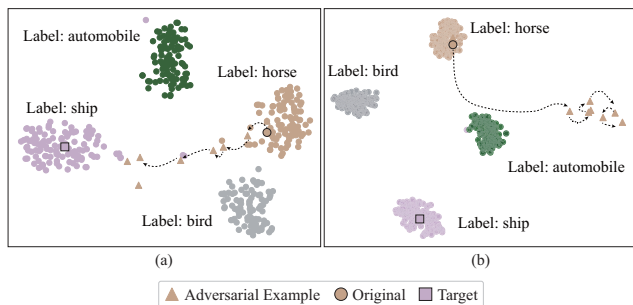 Label: automobile
Label: horse
Label: ship
Label: bird
(a)
Label: horse
Label: bird
Label: automobile
Label: ship
(b)
Adversarial Example
Original
Target